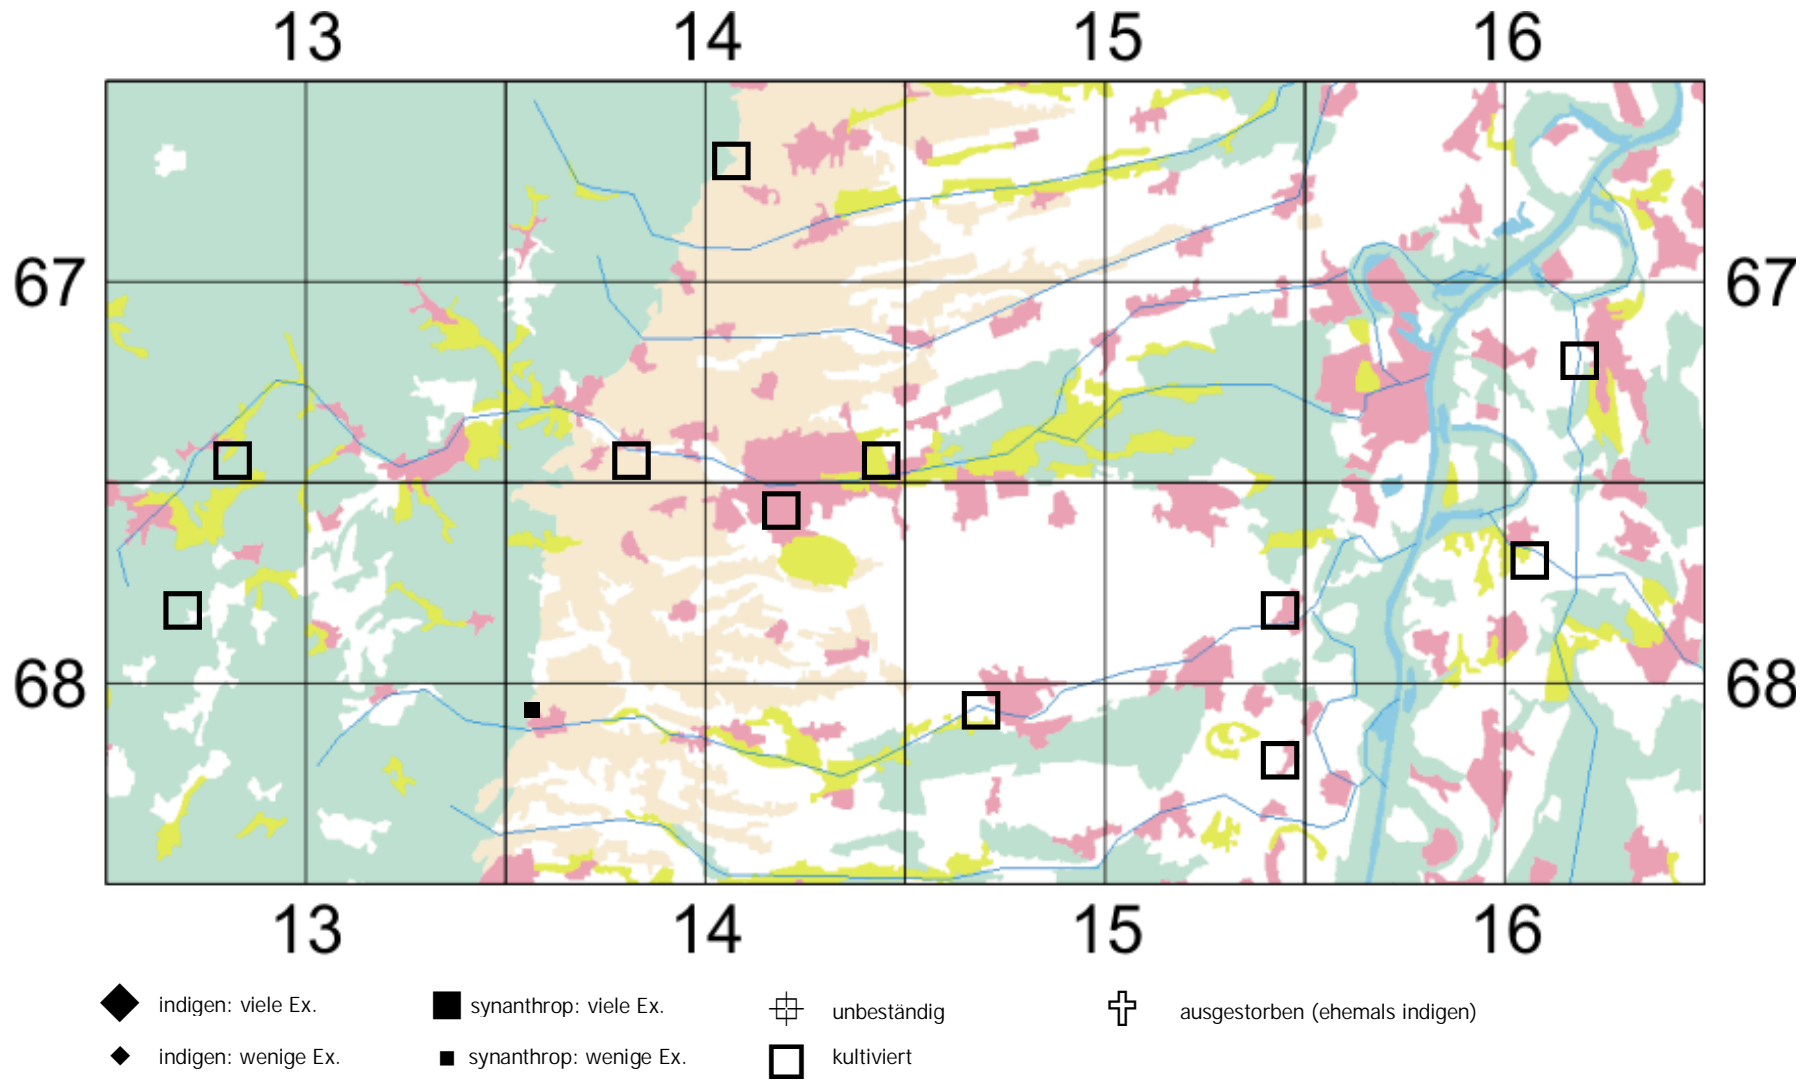 13 14 15 16
67 67
68 68
13 14 15 16
indigen: viele Ex. synanthrop: viele Ex. unbeständig ausgestorben (ehemals indigen)
indigen: wenige Ex. synanthrop: wenige Ex. kultiviert